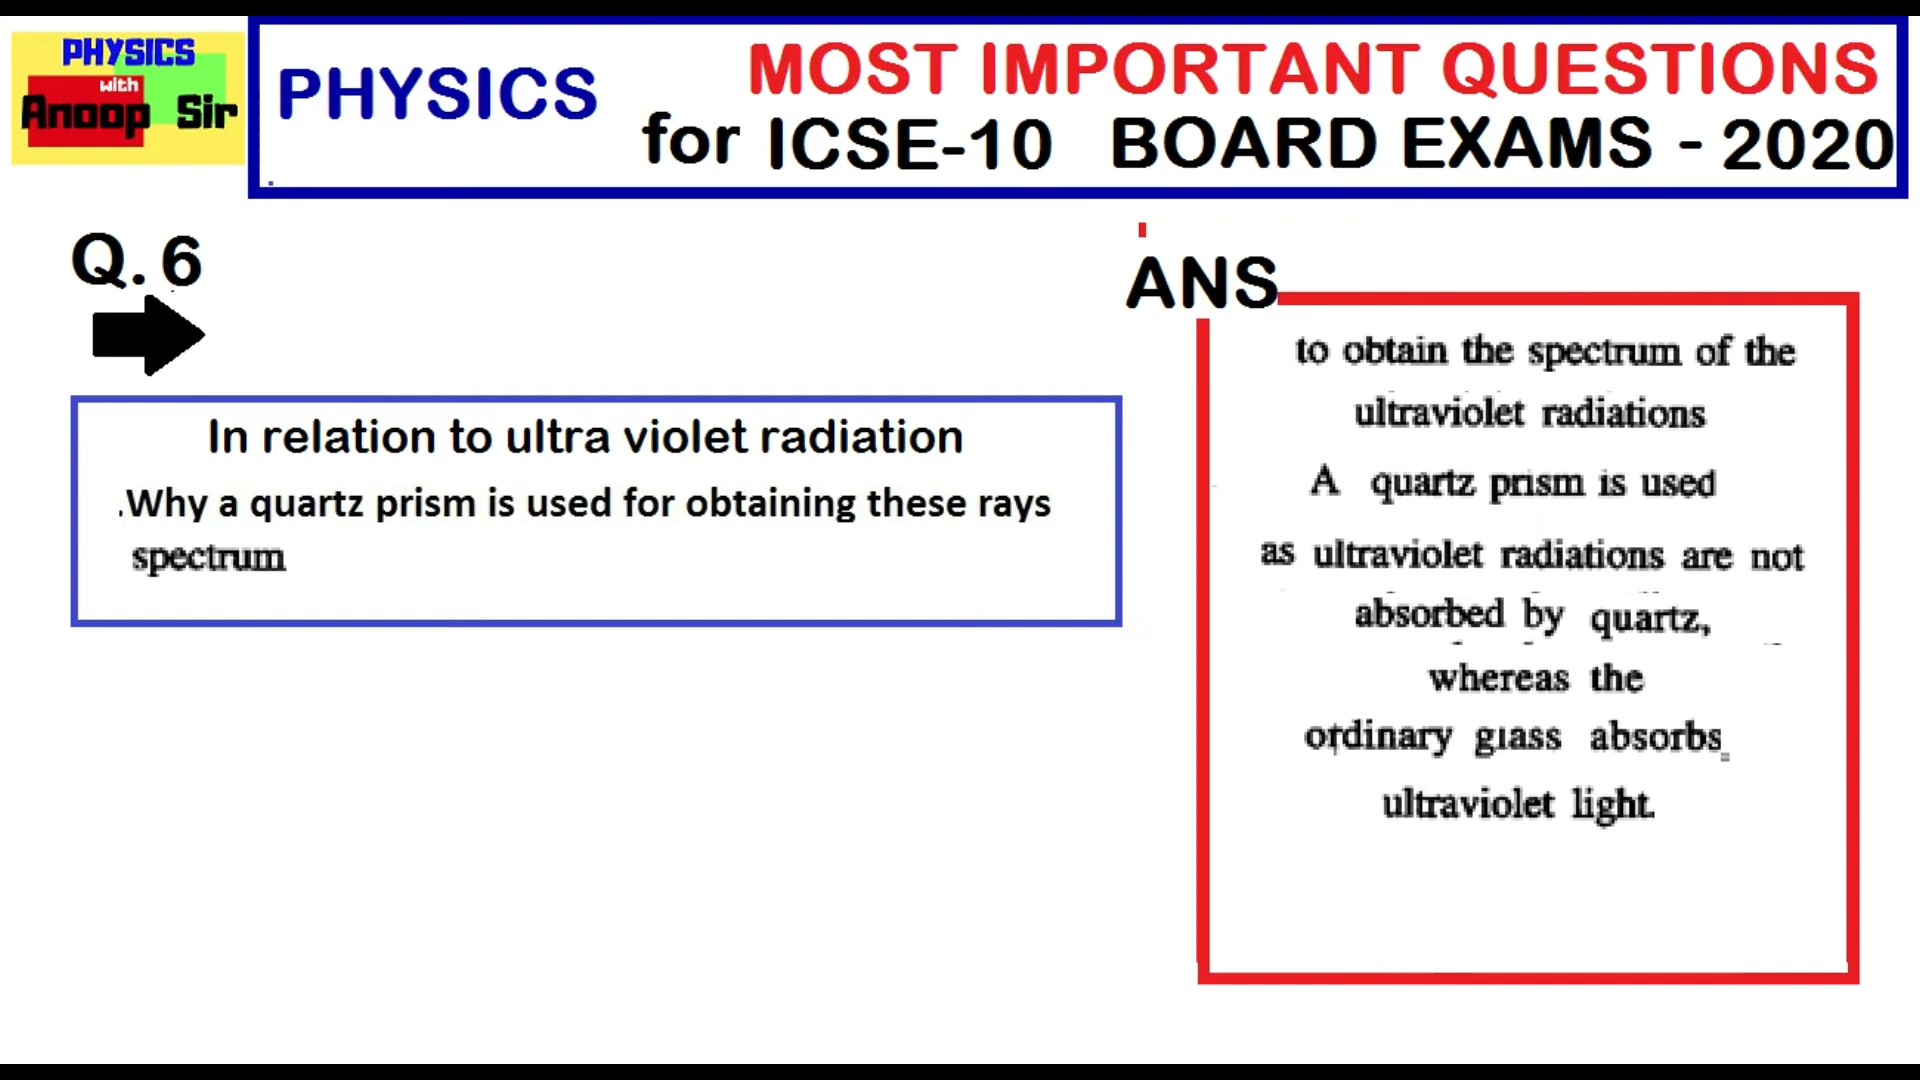 PHYSICS
with
Anoop Sir
PHYSICS
MOST IMPORTANT QUESTIONS
for ICSE-10 BOARD EXAMS - 2020
Q. 6
In relation to ultra violet radiation
.Why a quartz prism is used for obtaining these rays
spectrum
ANS
to obtain the spectrum of the
ultraviolet radiations
A quartz prism is used
as ultraviolet radiations are not
absorbed by quartz,
whereas the
ordinary glass absorbs
ultraviolet light.